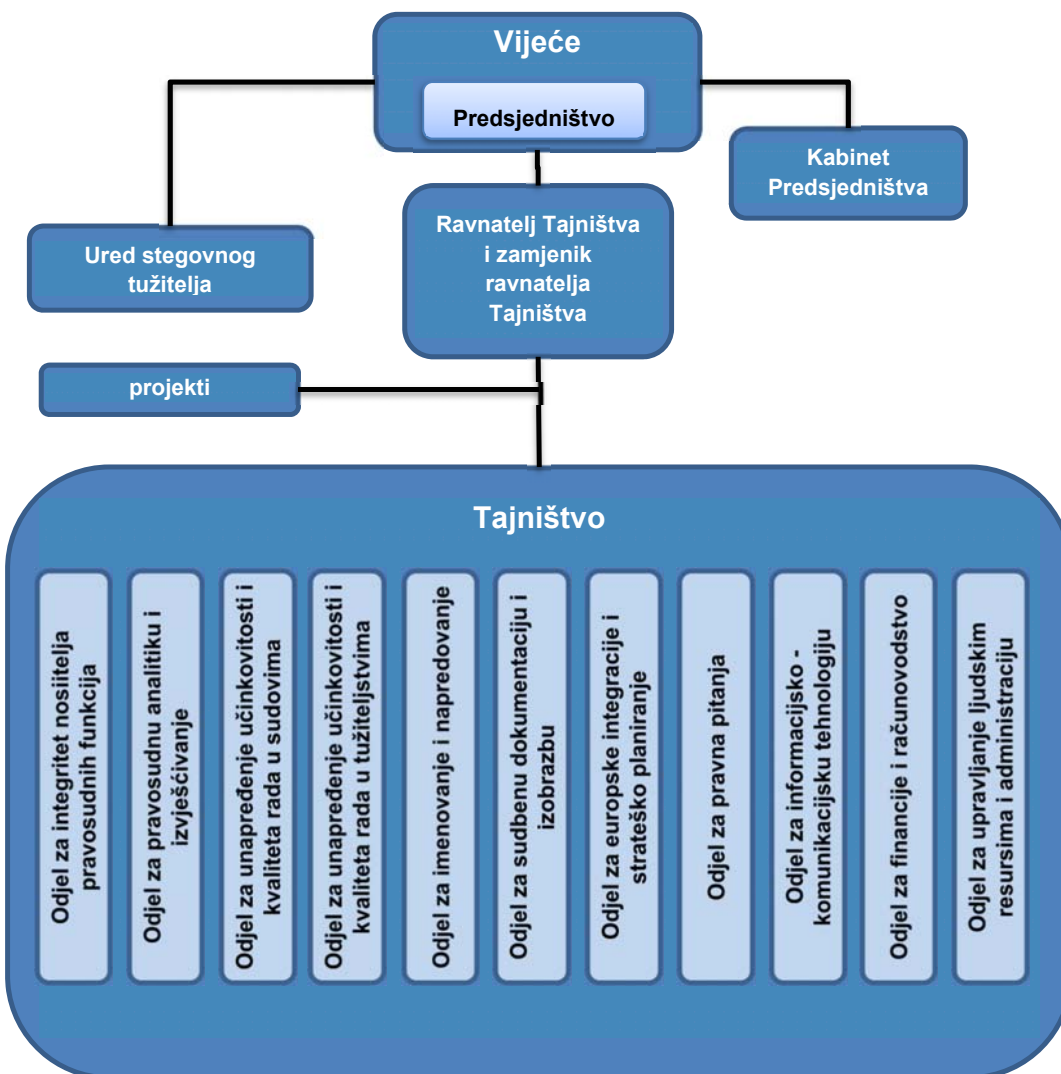 Vijeće
Predsjedništvo
Kabinet
Predsjedništva
Ured stegovnog
tužitelja
Ravnatelj Tajništva
i zamjenik
ravnatelja
Tajništva
projekti
Tajništvo
Odjel za integritet nosiitelja
pravosudnih funkcija
Odjel za pravosudnu analitiku i
izvješćivanje
Odjel za unapređenje učinkovitosti i
kvaliteta rada u sudovima
Odjel za unapređenje učinkovitosti i
kvaliteta rada u tužiteljstvima
Odjel za imenovanje i napredovanje
Odjel za sudbenu dokumentaciju i
izobrazbu
Odjel za europske integracije i
strateško planiranje
Odjel za pravna pitanja
Odjel za informacijsko -
komunikacijsku tehnologiju
Odjel za financije i računovodstvo
Odjel za upravljanje ljudskim
resursima i administraciju